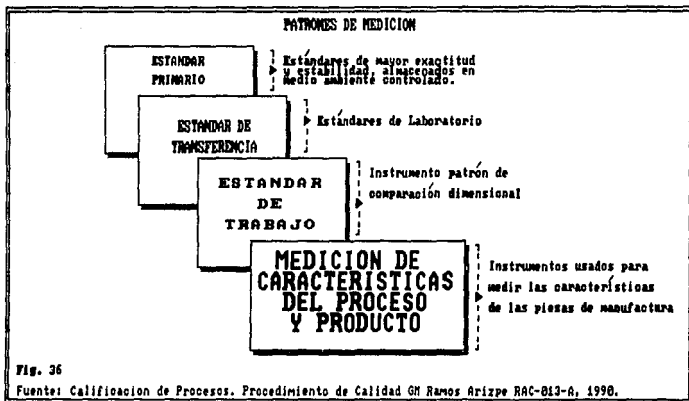 PATRONES DE MEDICION
ESTANDAR
PRIMARIO
Estándares de mayor exactitud
y estabilidad, almacenados en
medio ambiente controlado.
ESTANDAR DE
TRANSFERENCIA
Estándares de Laboratorio
ESTANDAR
DE
TRABAJO
Instrumento patrón de
comparación dimensional
MEDICION DE
CARACTERISTICAS
DEL PROCESO
Y PRODUCTO
Instrumentos usados para
medir las características
de las piezas de manufactura
Fig. 36
Fuente: Calificacion de Procesos. Procedimiento de Calidad GM Ramos Arizpe RAC-013-A, 1990.